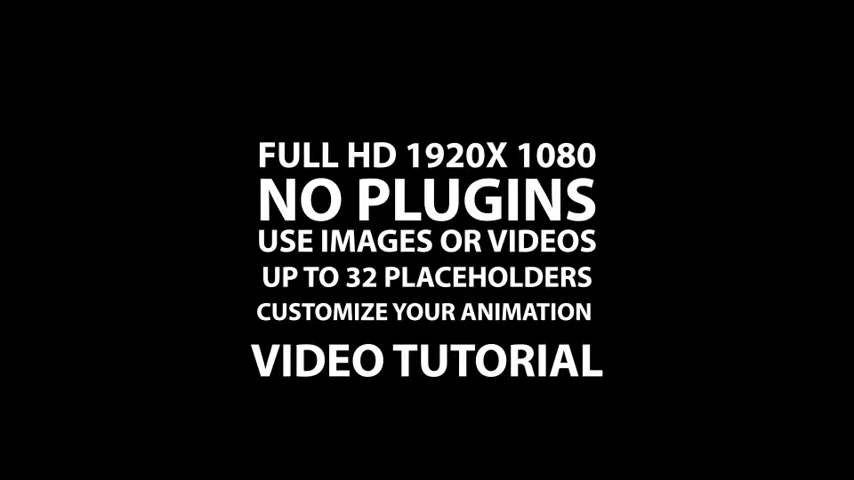 FULL HD 1920X 1080
NO PLUGINS
USE IMAGES OR VIDEOS
UP TO 32 PLACEHOLDERS
CUSTOMIZE YOUR ANIMATION
VIDEO TUTORIAL